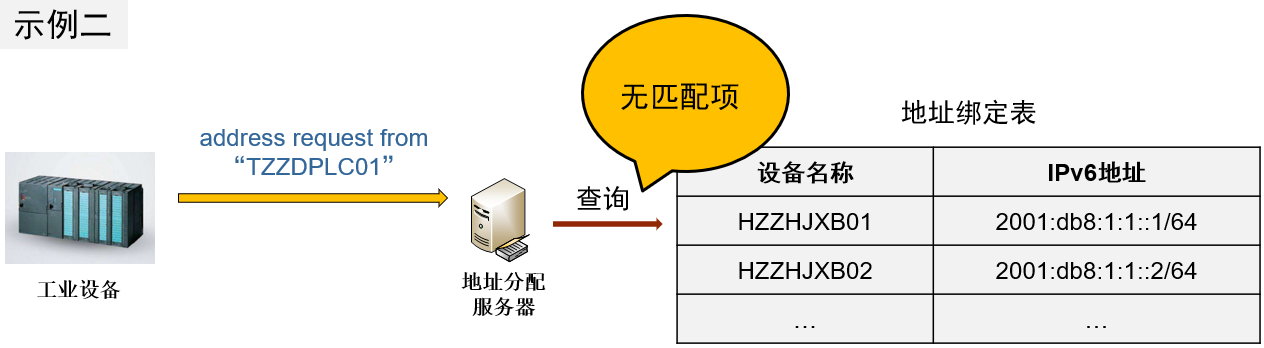 示例二
无匹配项
地址绑定表
address request from
“TZZDPLC01”
查询
工业设备
地址分配
服务器
设备名称 IPv6地址
HZZHJXB01 2001:db8:1:1::1/64
HZZHJXB02 2001:db8:1:1::2/64
… …